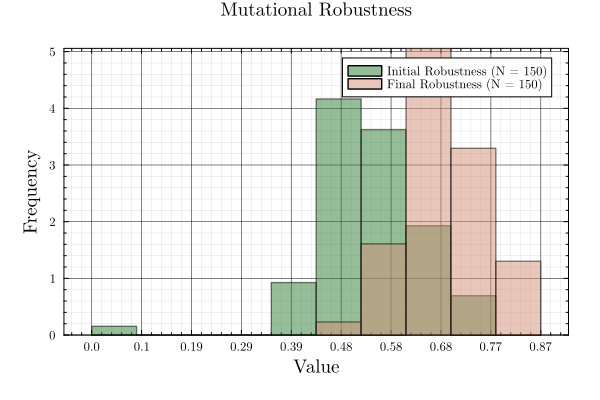 Mutational Robustness
Initial Robustness (N = 150)
Final Robustness (N = 150)
Frequency
5
4
3
2
1
0
0.0 0.1 0.19 0.29 0.39 0.48 0.58 0.68 0.77 0.87
Value